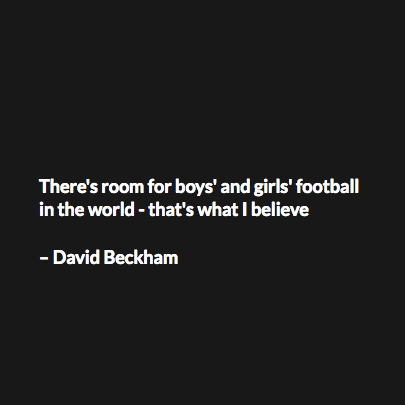 There's room for boys' and girls' football
in the world - that's what I believe
– David Beckham